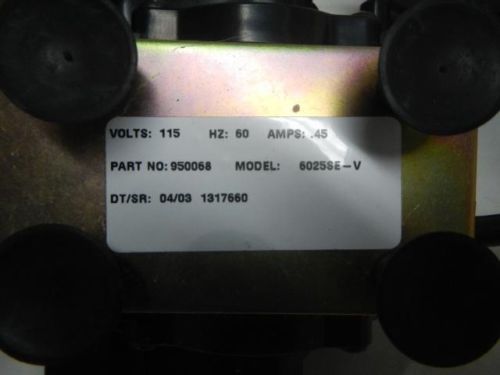 VOLTS: 115 HZ: 60 AMPS: .45
PART NO: 950068 MODEL: 6025SE-V
DT/SR: 04/03 1317660